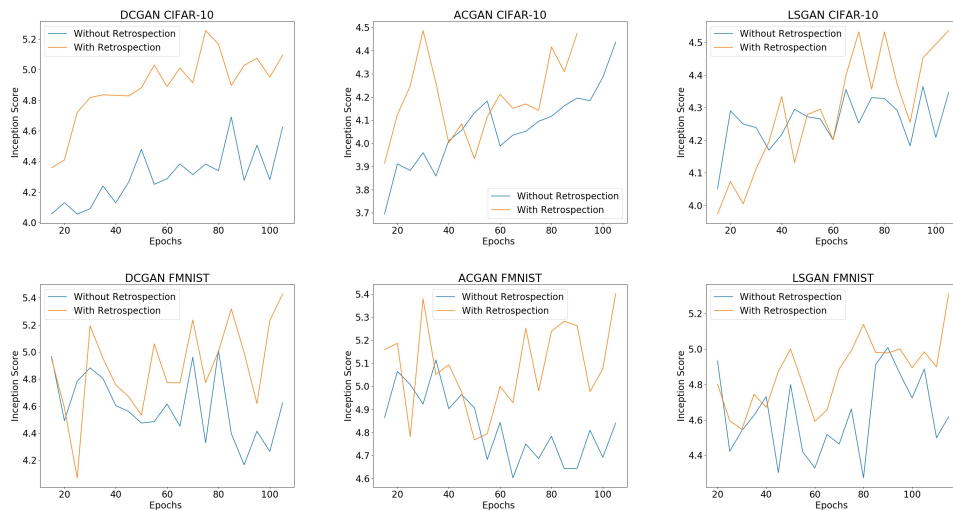 DCGAN CIFAR-10
Without Retrospection
With Retrospection
Inception Score
5.2
5.0
4.8
4.6
4.4
4.2
4.0
20 40 60 80 100
Epochs
ACGAN CIFAR-10
Inception Score
4.5
4.4
4.3
4.2
4.1
4.0
3.9
3.8
3.7
Without Retrospection
With Retrospection
20 40 60 80 100
Epochs
LSGAN CIFAR-10
Without Retrospection
With Retrospection
Inception Score
4.5
4.4
4.3
4.2
4.1
4.0
20 40 60 80 100
Epochs
DCGAN FMNIST
Without Retrospection
With Retrospection
Inception Score
5.4
5.2
5.0
4.8
4.6
4.4
4.2
20 40 60 80 100
Epochs
ACGAN FMNIST
Without Retrospection
With Retrospection
Inception Score
5.4
5.3
5.2
5.1
5.0
4.9
4.8
4.7
4.6
20 40 60 80 100
Epochs
LSGAN FMNIST
Without Retrospection
With Retrospection
Inception Score
5.2
5.0
4.8
4.6
4.4
20 40 60 80 100
Epochs